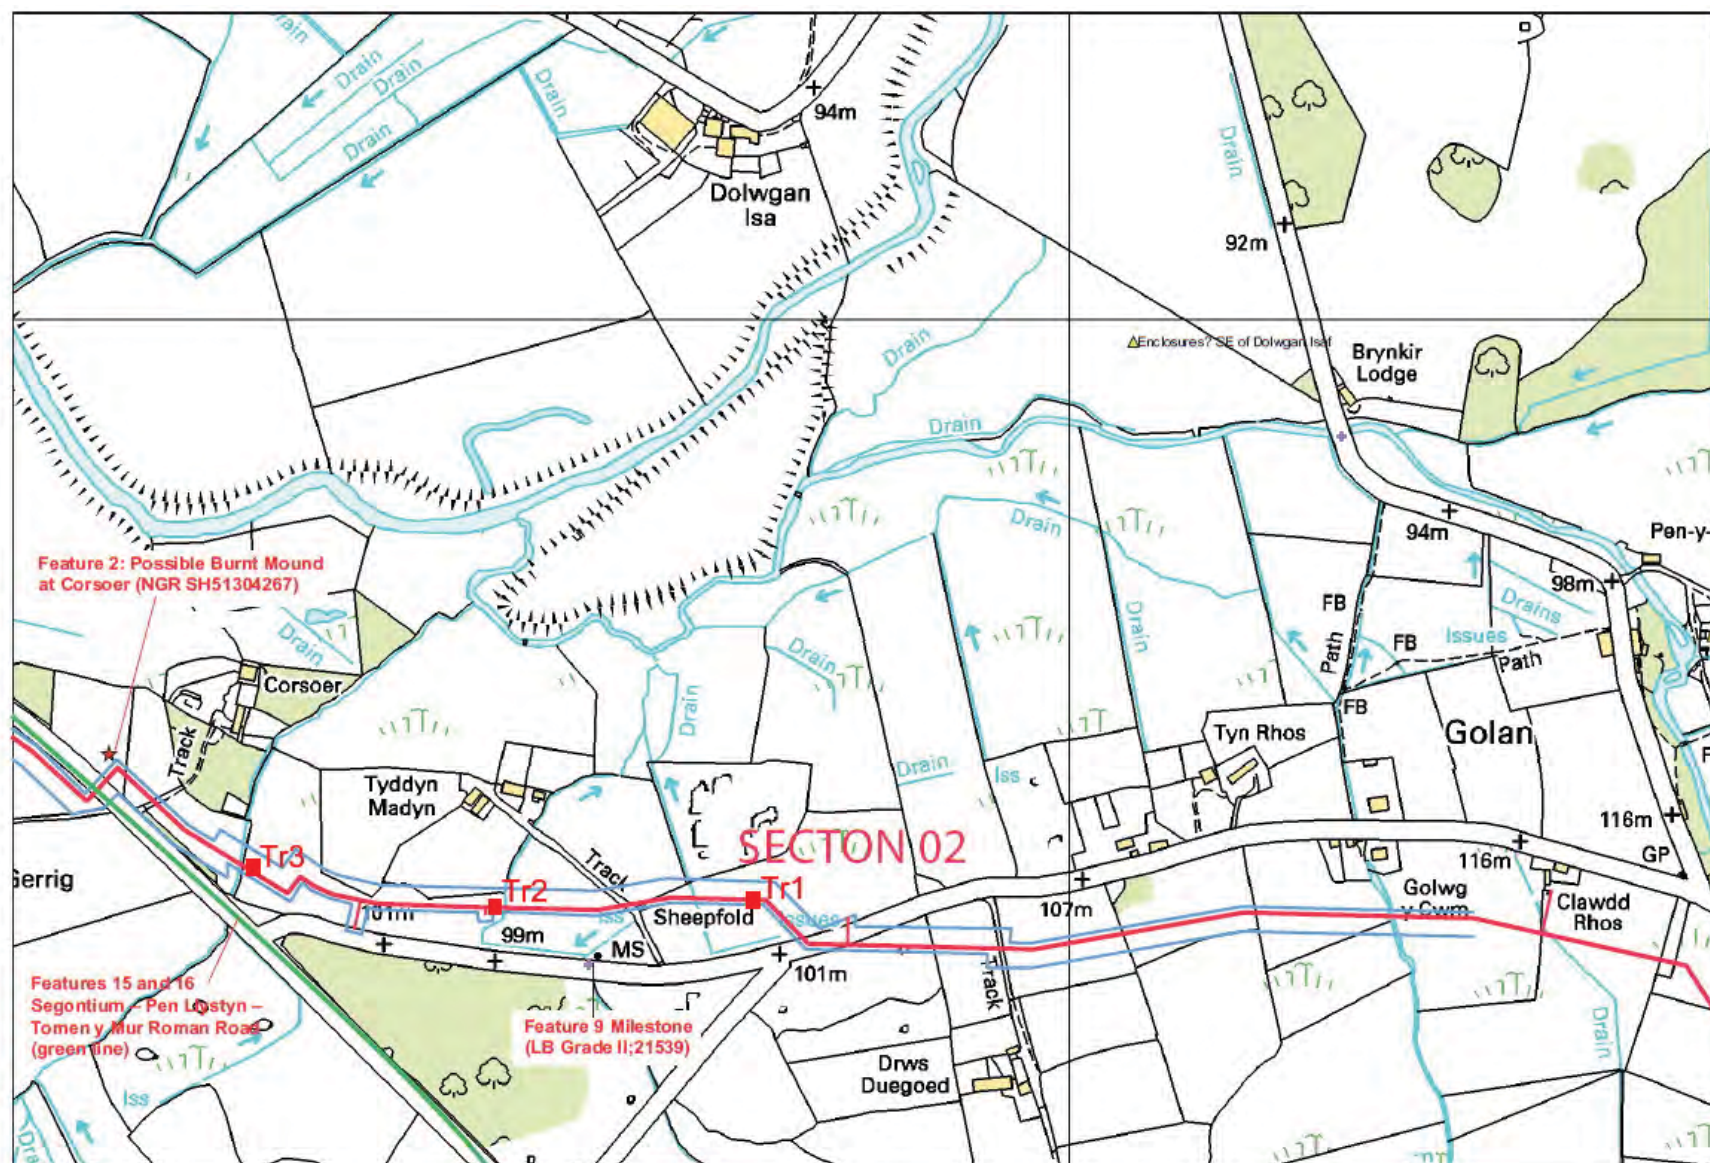 Drain
Drain
Drain
Drain
Drain
94m
Dolwgan
Isa
Drain
92m
Enclosures? SE of Dolwgan Isaf
Brynkir
Lodge
Drain
Drain
Drain
94m
Pen-y-
98m
Feature 2: Possible Burnt Mound
at Corsoer (NGR SH51304267)
Drain
Corsoer
Track
Drain
Drain
Drain
FB
Path
FB
Issues
Drains
Path
FB
Golan
Tyn Rhos
Drain
Iss
Tyddyn
Madyn
SECTON 02
116m
116m
GP
Gerrig
Tr3
Tr2
Track
Tr1
101m
99m
Iss
Sheepfold
Issues
1
MS
101m
107m
Golwg
y Cwm
Clawdd
Rhos
Track
Features 15 and 16
Segontium – Pen Llystyn –
Tomen y Mur Roman Road
(green line)
Feature 9 Milestone
(LB Grade II;21539)
Drws
Duegoed
Drain
Iss